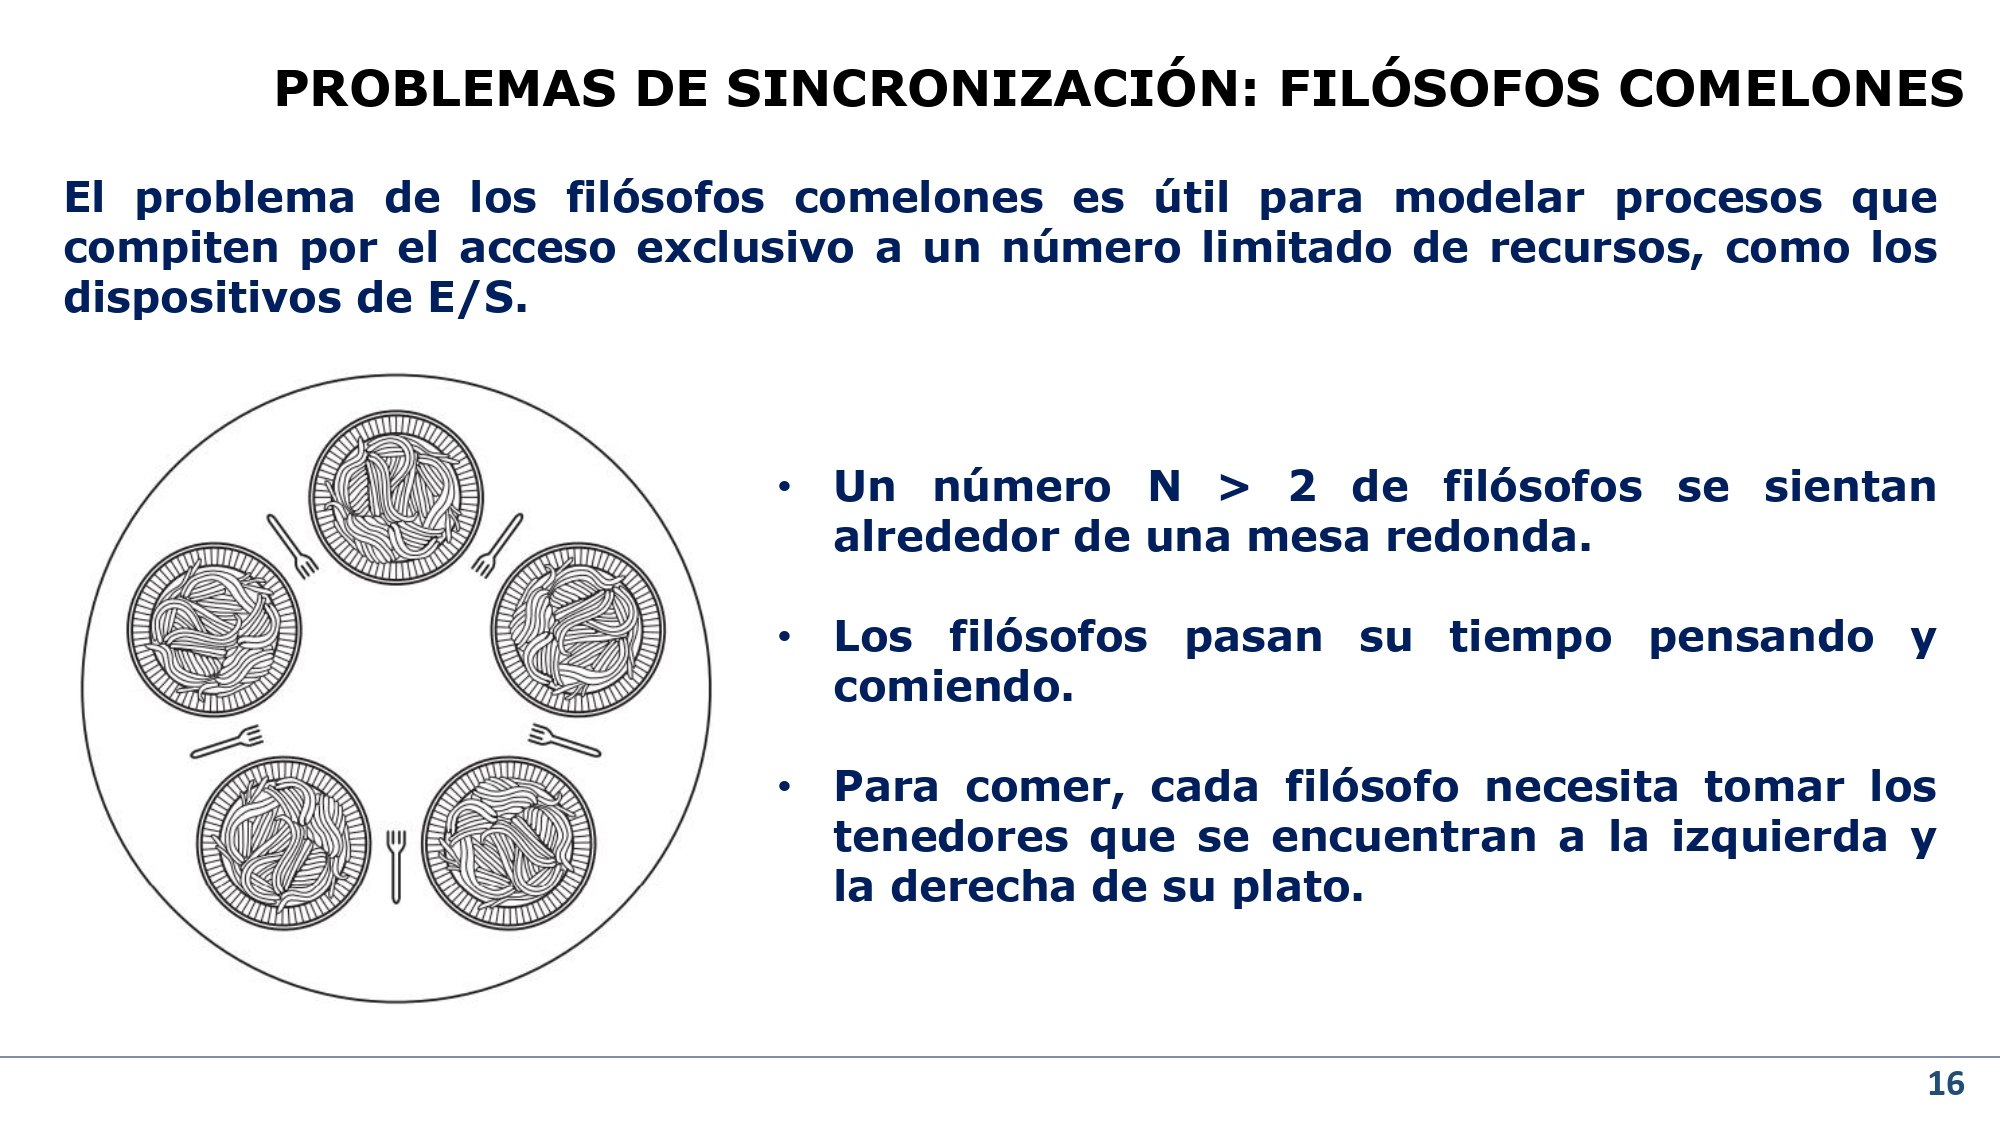 PROBLEMAS DE SINCRONIZACIÓN: FILÓSOFOS COMELONES
El problema de los filósofos comelones es útil para modelar procesos que
compiten por el acceso exclusivo a un número limitado de recursos, como los
dispositivos de E/S.
• Un número N > 2 de filósofos se sientan
alrededor de una mesa redonda.
• Los filósofos pasan su tiempo pensando y
comiendo.
• Para comer, cada filósofo necesita tomar los
tenedores que se encuentran a la izquierda y
la derecha de su plato.
16